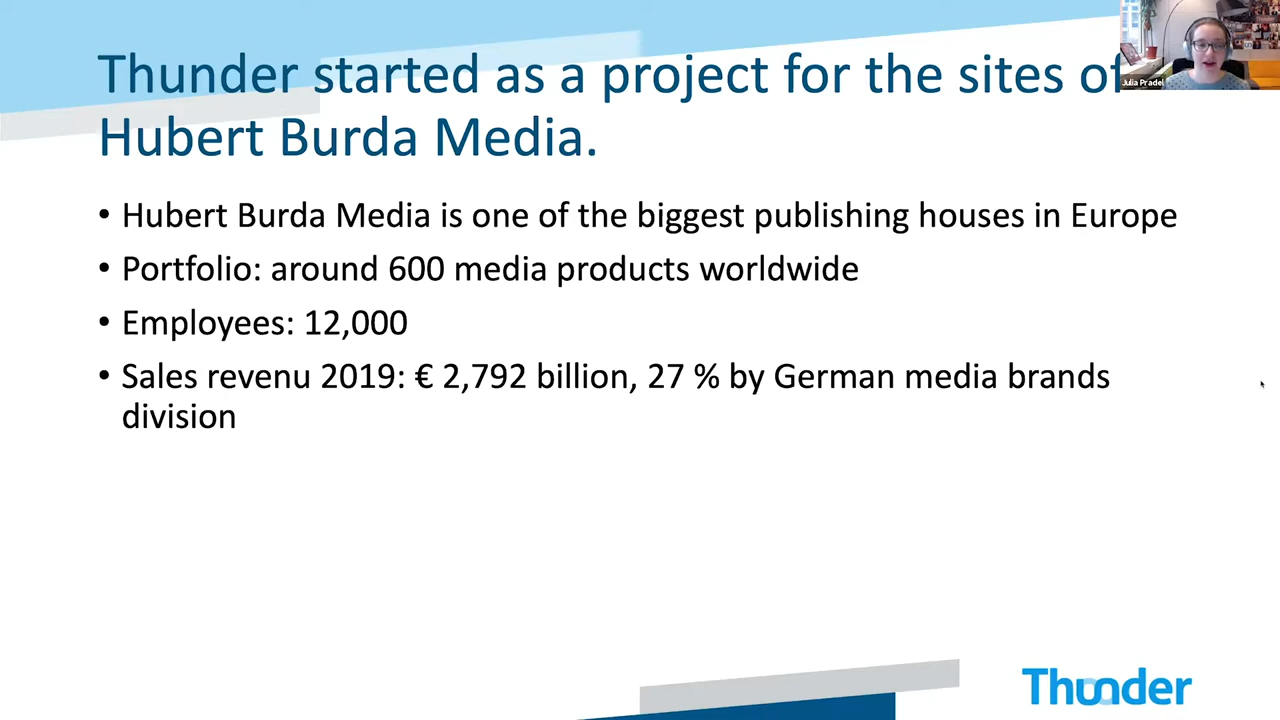 Thunder started as a project for the sites of
Hubert Burda Media.
Julia Pradel
• Hubert Burda Media is one of the biggest publishing houses in Europe
• Portfolio: around 600 media products worldwide
• Employees: 12,000
• Sales revenu 2019: € 2,792 billion, 27 % by German media brands
division
Thunder